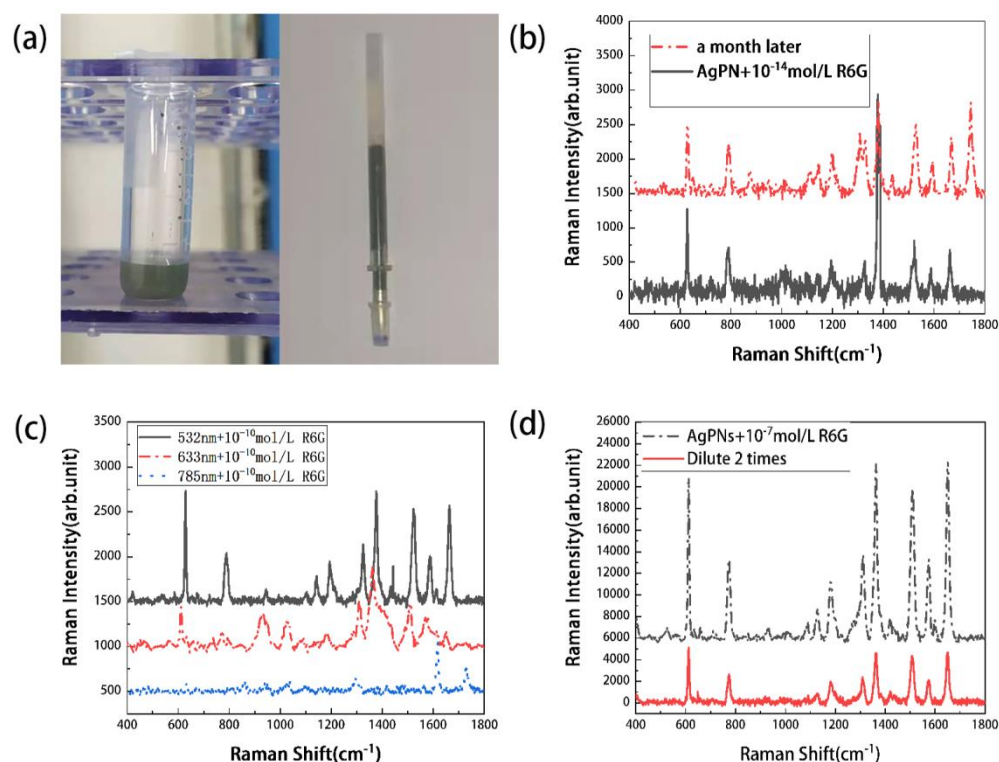 (a)
(b)
4000
3500
3000
2500
2000
1500
1000
500
0
a month later
AgPN+10⁻¹⁴mol/L R6G
Raman Intensity(arb.unit)
400 600 800 1000 1200 1400 1600 1800
Raman Shift(cm⁻¹)
(c)
3500
3000
2500
2000
1500
1000
500
532nm+10⁻¹⁰mol/L R6G
633nm+10⁻¹⁰mol/L R6G
785nm+10⁻¹⁰mol/L R6G
Raman Intensity(arb.unit)
400 600 800 1000 1200 1400 1600 1800
Raman Shift(cm⁻¹)
(d)
26000
24000
22000
20000
18000
16000
14000
12000
10000
8000
6000
4000
2000
0
AgPNs+10⁻⁷mol/L R6G
Dilute 2 times
Raman Intensity(arb.unit)
400 600 800 1000 1200 1400 1600 1800
Raman Shift(cm⁻¹)